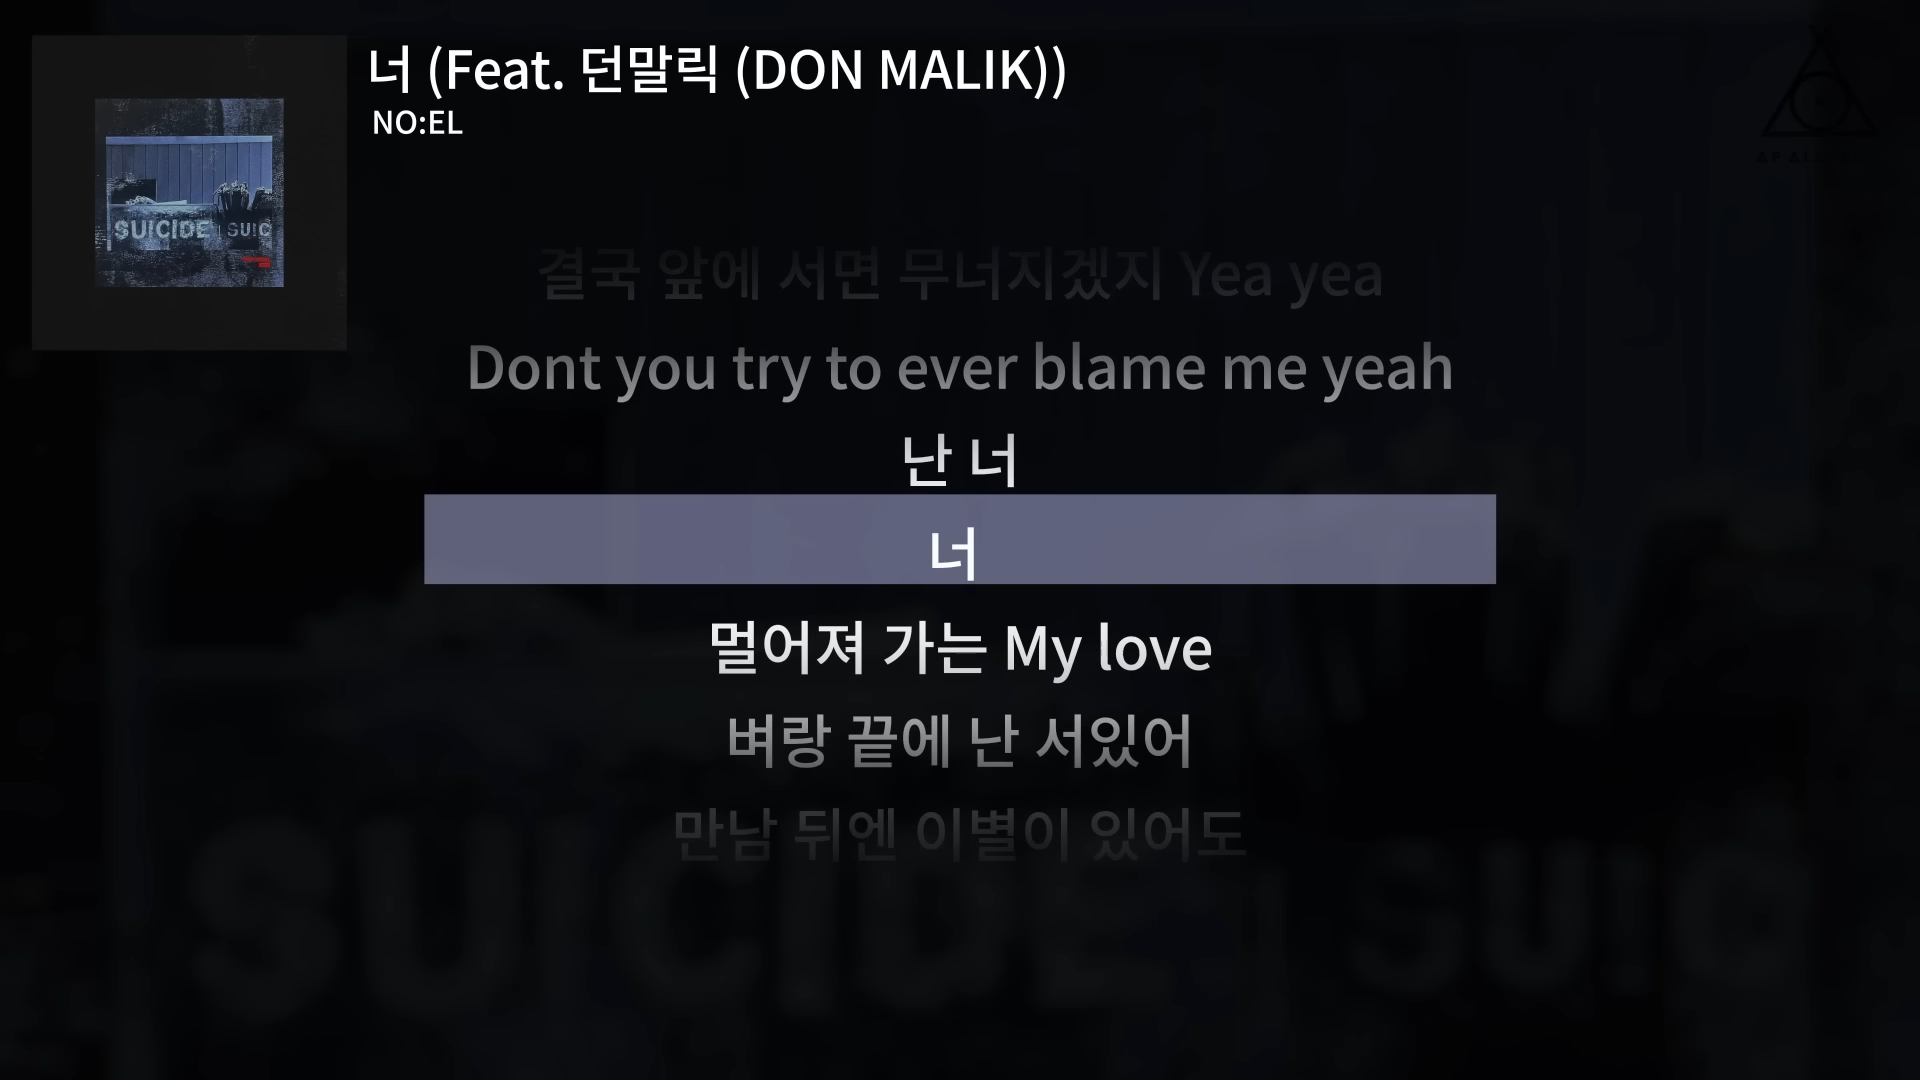 너 (Feat. 던말릭 (DON MALIK))
NO:EL
SUICIDE SUIC
결국 앞에 서면 무너지겠지 Yea yea
Dont you try to ever blame me yeah
난 너
너
멀어져 가는 My love
벼랑 끝에 난 서있어
만남 뒤엔 이별이 있어도
SUICIDE SUIC